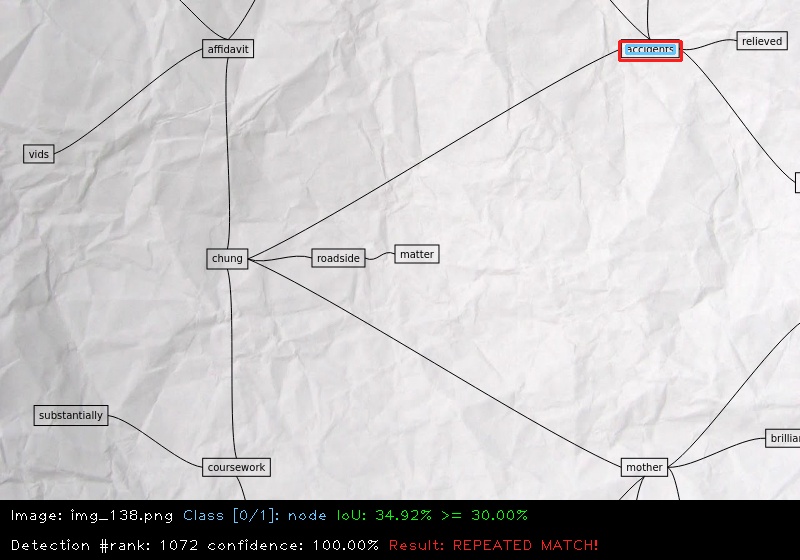 affidavit
accidents
relieved
vids
chung
roadside
matter
substantially
coursework
mother
brillian
Image: img_138.png Class [0/1]: node IoU: 34.92% >= 30.00%
Detection #rank: 1072 confidence: 100.00% Result: REPEATED MATCH!